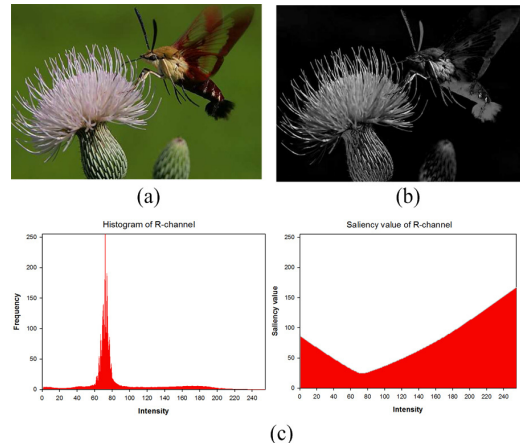 (a)
(b)
Histogram of R-channel
Frequency
250
200
150
100
50
0
0 20 40 60 80 100 120 140 160 180 200 220 240
Intensity
Saliency value of R-channel
Saliency value
250
200
150
100
50
0
0 20 40 60 80 100 120 140 160 180 200 220 240
Intensity
(c)